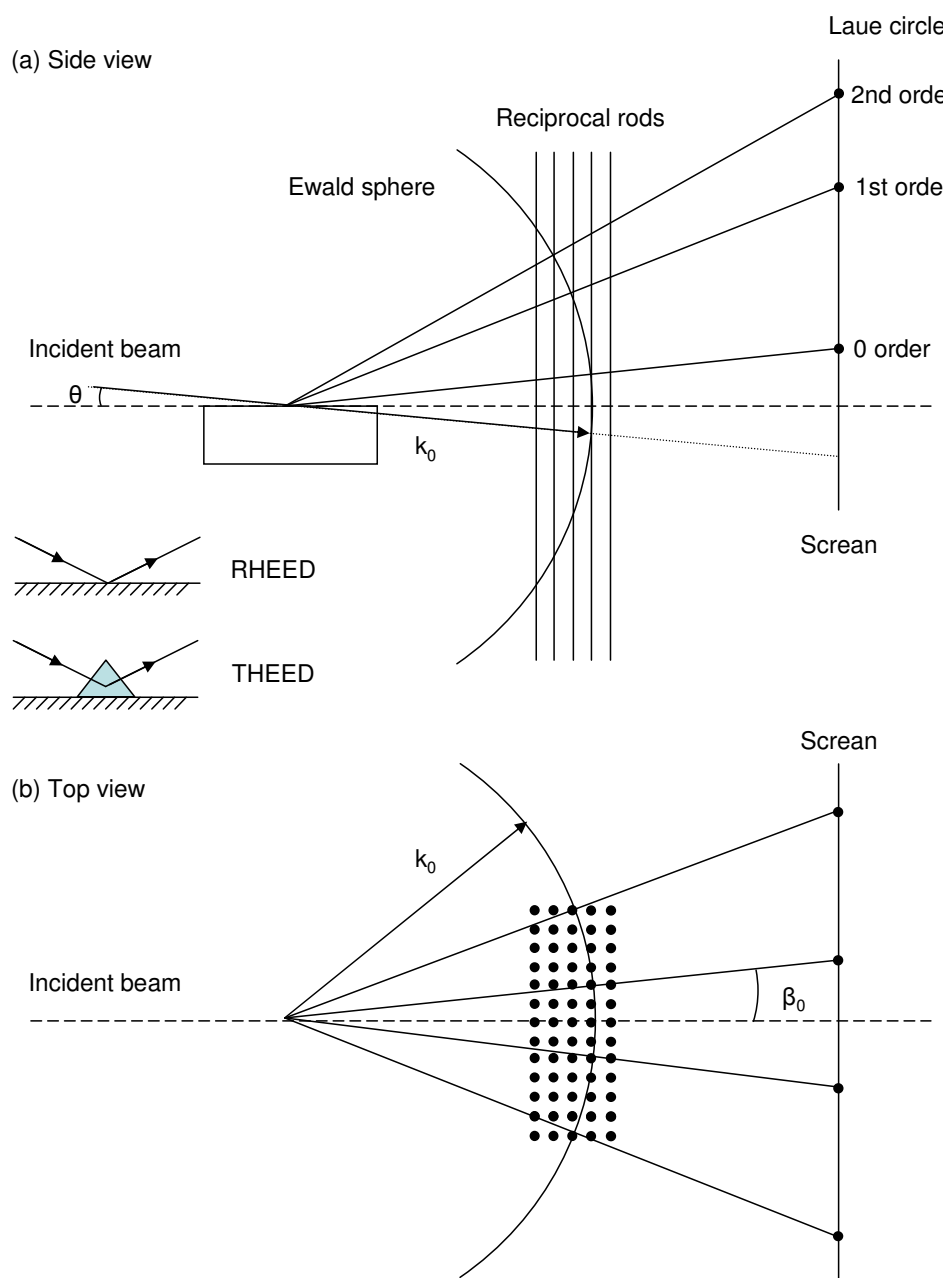 Laue circle
(a) Side view
2nd orde
Reciprocal rods
Ewald sphere
1st orde
Incident beam
0 order
θ
k0
Screan
RHEED
THEED
Screan
(b) Top view
k0
Incident beam
β0